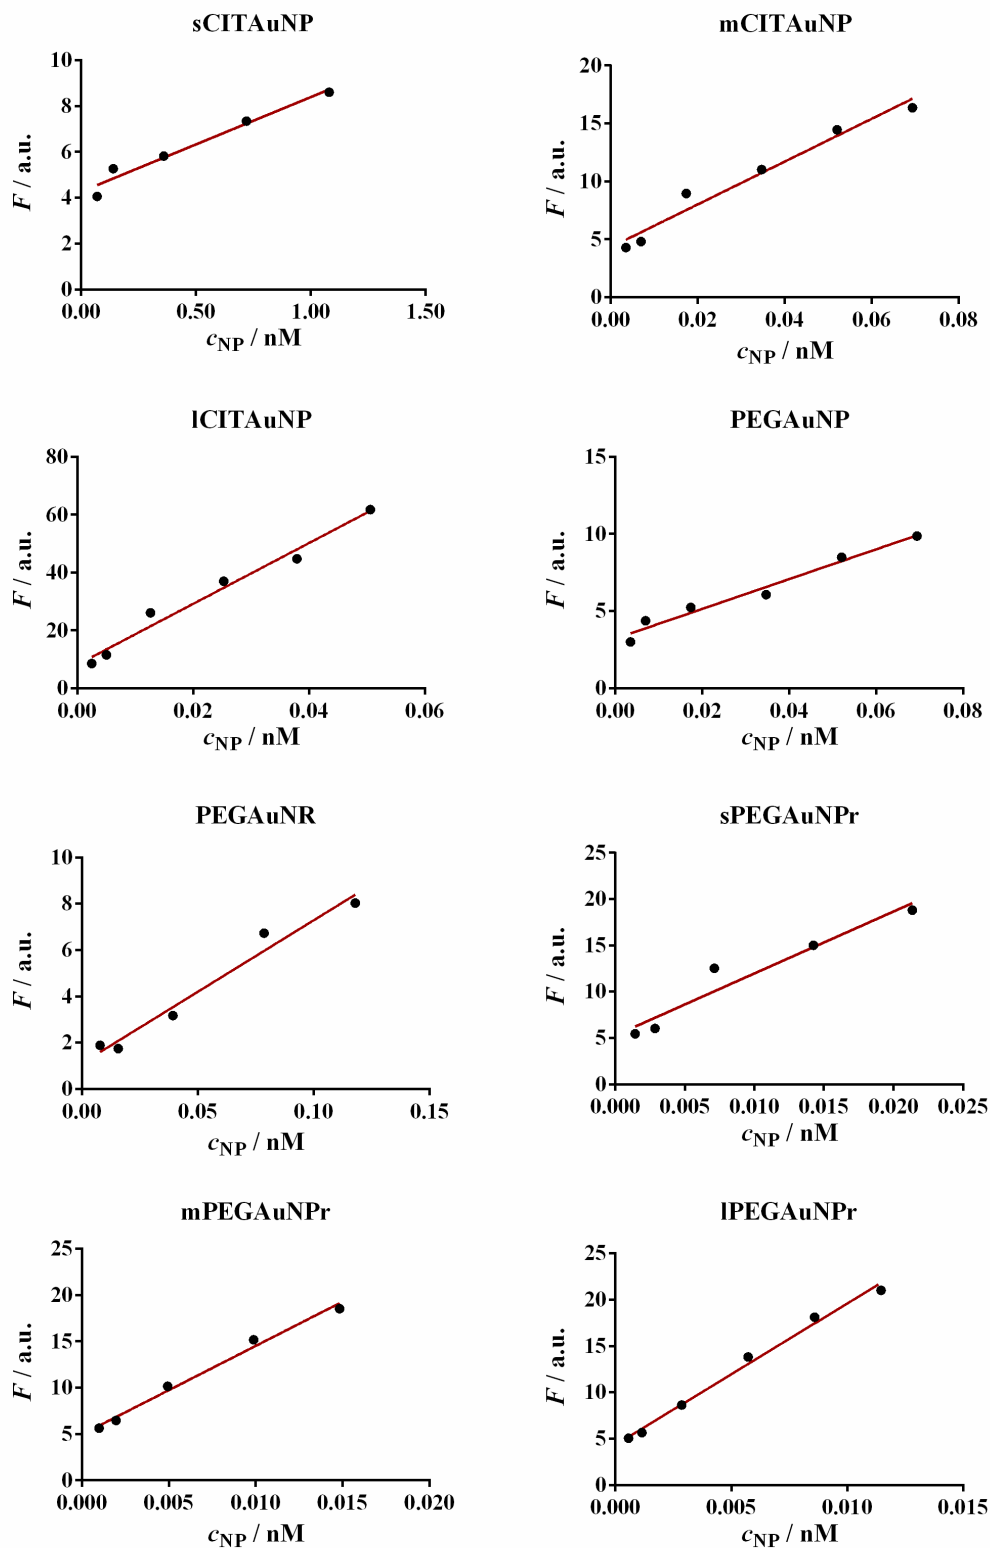 sCITAuNP
F / a.u.
10
8
6
4
2
0
0.00 0.50 1.00 1.50
cNP / nM
mCITAuNP
F / a.u.
20
15
10
5
0
0.00 0.02 0.04 0.06 0.08
cNP / nM
lCITAuNP
F / a.u.
80
60
40
20
0
0.00 0.02 0.04 0.06
cNP / nM
PEGAuNP
F / a.u.
15
10
5
0
0.00 0.02 0.04 0.06 0.08
cNP / nM
PEGAuNR
F / a.u.
10
8
6
4
2
0
0.00 0.05 0.10 0.15
cNP / nM
sPEGAuNPr
F / a.u.
25
20
15
10
5
0
0.000 0.005 0.010 0.015 0.020 0.025
cNP / nM
mPEGAuNPr
F / a.u.
25
20
15
10
5
0
0.000 0.005 0.010 0.015 0.020
cNP / nM
lPEGAuNPr
F / a.u.
25
20
15
10
5
0
0.000 0.005 0.010 0.015
cNP / nM